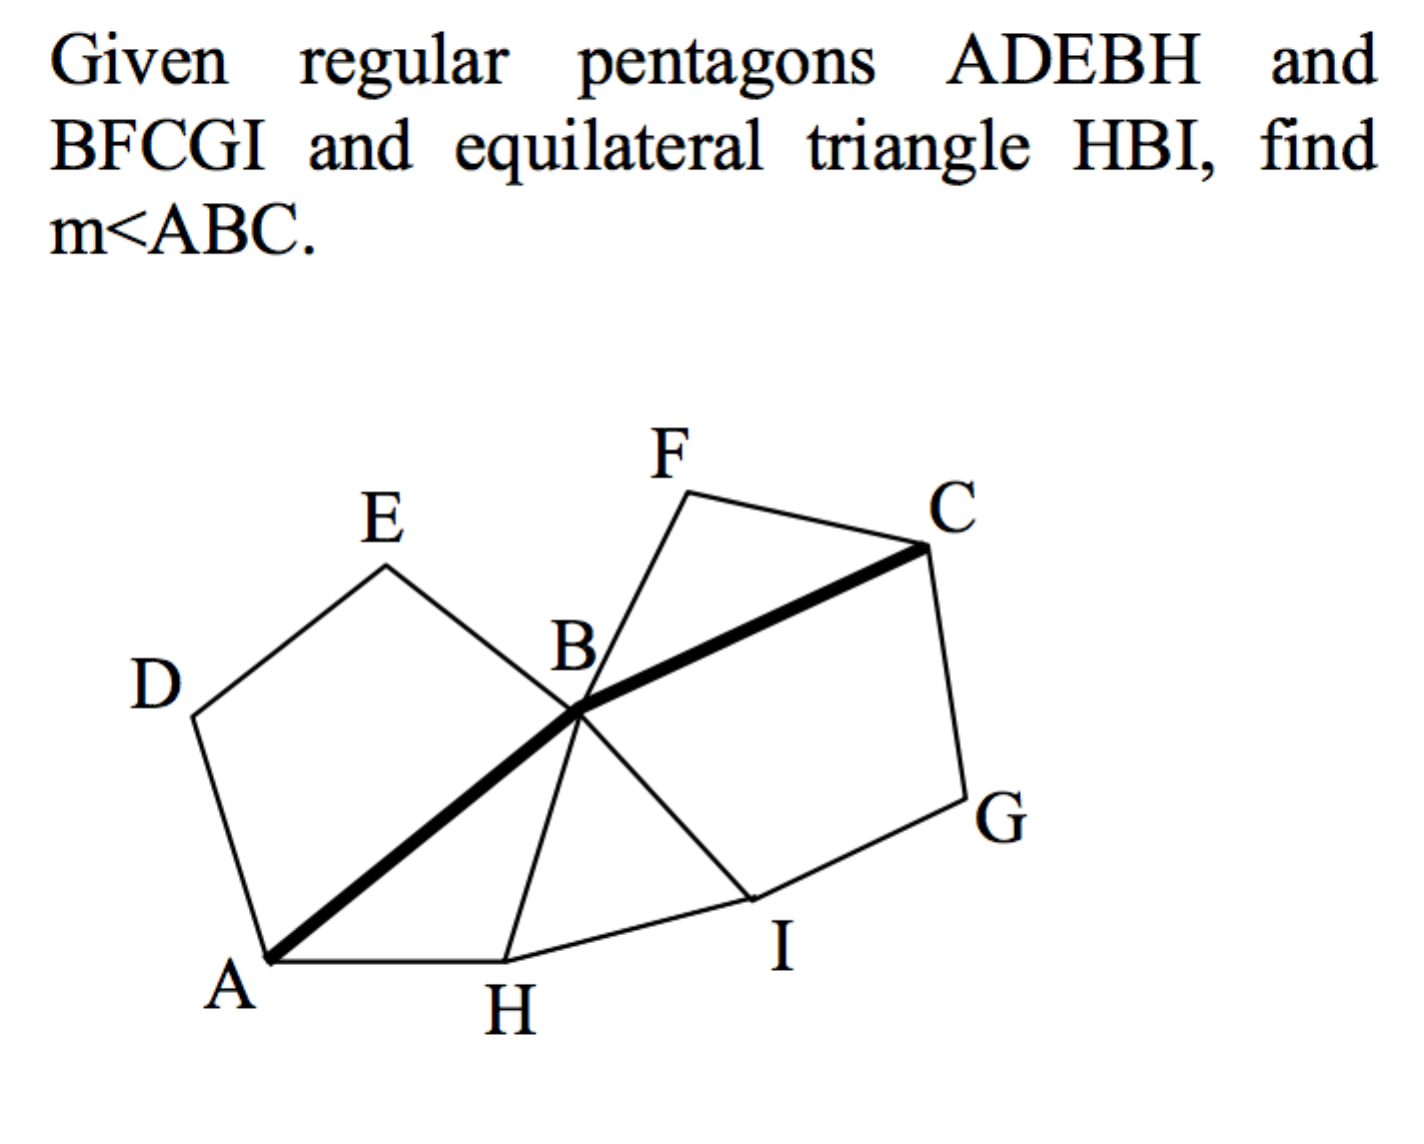 Given regular pentagons ADEBH and
BFCGI and equilateral triangle HBI, find
m<ABC.
F
C
E
B
D
G
I
A
H